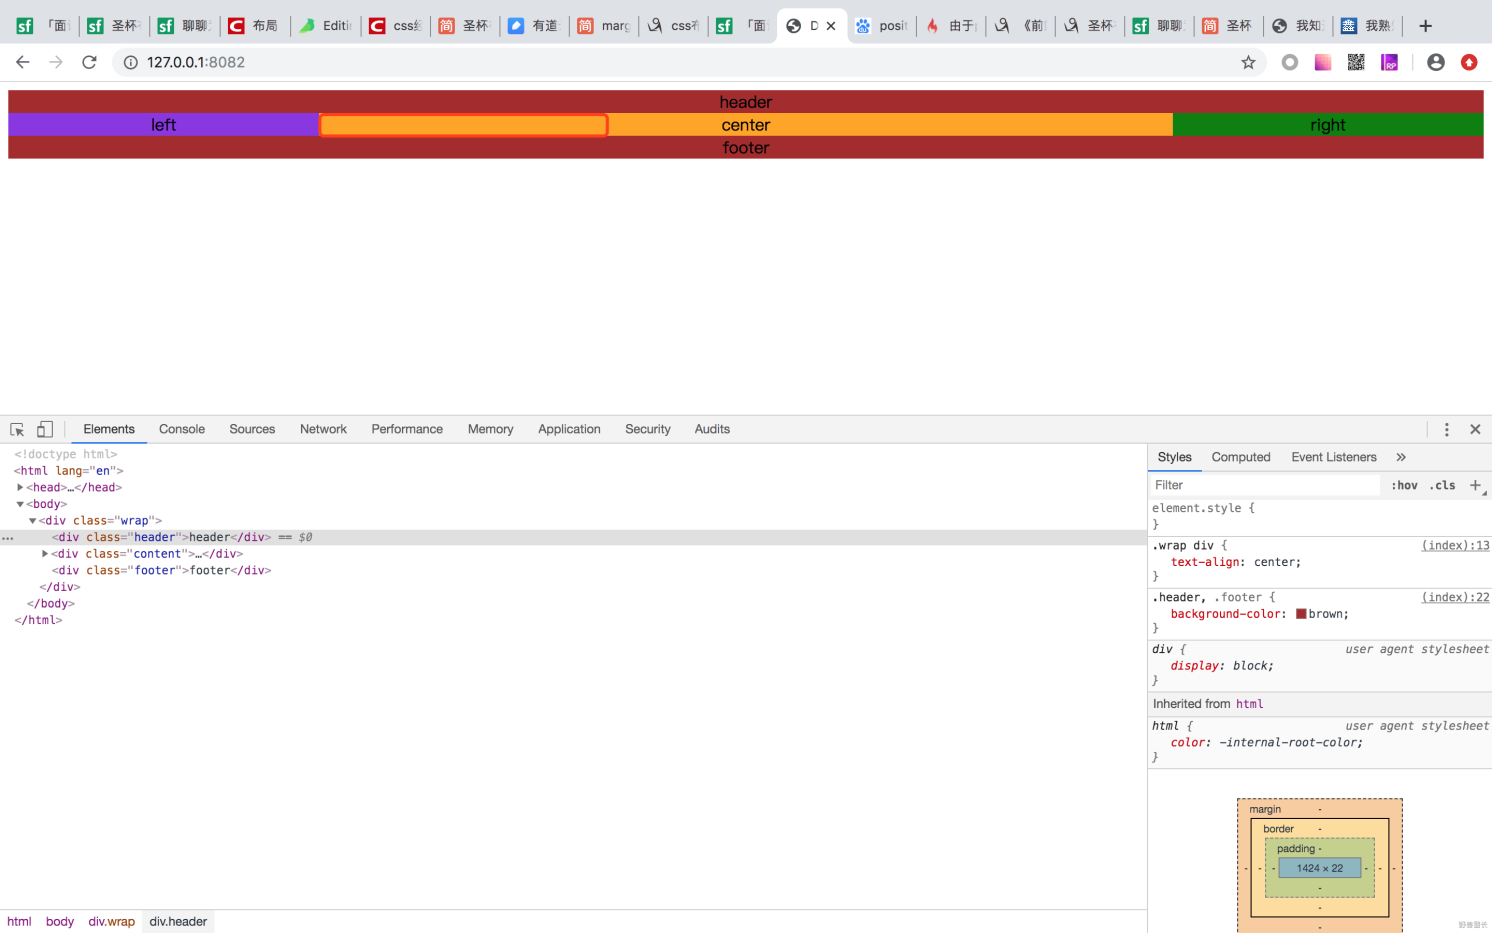 「面 圣杯 聊聊 布局 Editi css 圣杯 有道 marg css布 「面 D posit 由于 《前 圣杯 聊聊 圣杯 我知 我熟
127.0.0.1:8082
header
left center right
footer
Elements Console Sources Network Performance Memory Application Security Audits
<!doctype html>
<html lang="en">
<head>…</head>
<body>
<div class="wrap">
<div class="header">header</div> == $0
<div class="content">…</div>
<div class="footer">footer</div>
</div>
</body>
</html>
html body div.wrap div.header
Styles Computed Event Listeners »
Filter :hov .cls +
element.style {
}
.wrap div { (index):13
text-align: center;
}
.header, .footer { (index):22
background-color: brown;
}
div { user agent stylesheet
display: block;
}
Inherited from html
html { user agent stylesheet
color: -internal-root-color;
}
margin -
border -
padding -
- - - 1424 × 22 - - -
-
-
-